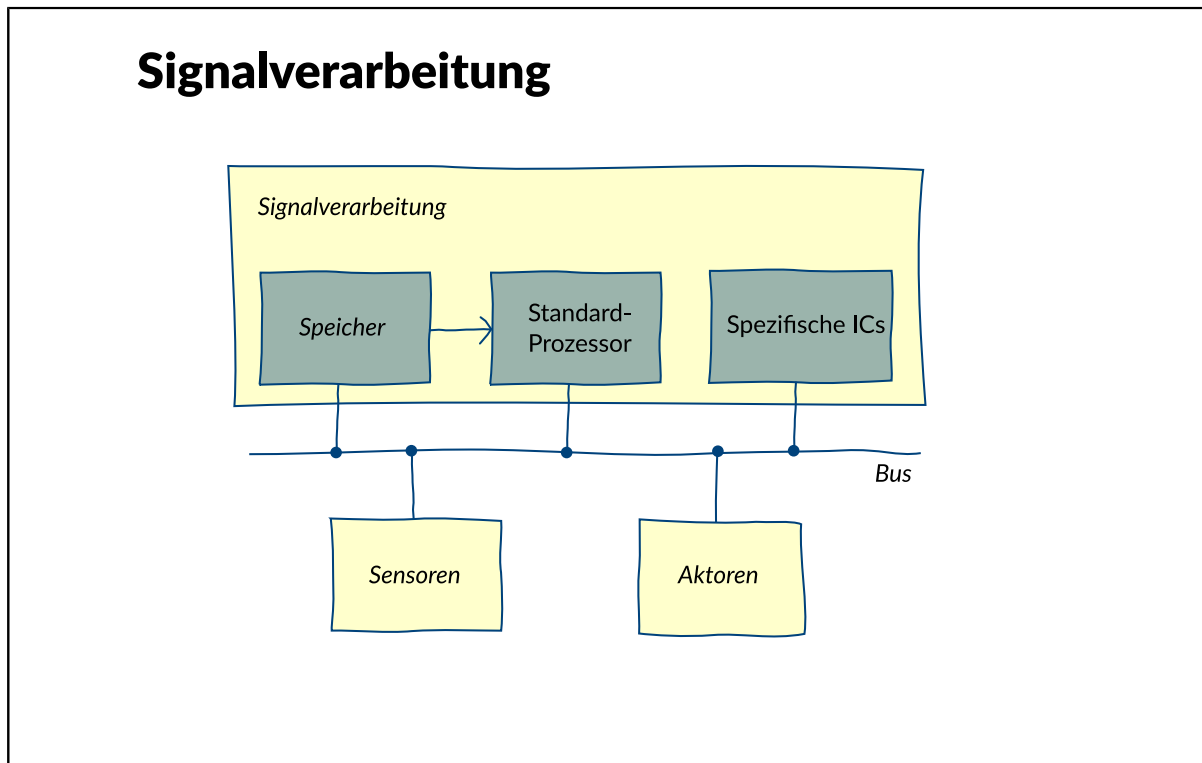 Signalverarbeitung
Signalverarbeitung
Speicher
Standard-
Prozessor
Spezifische ICs
Bus
Sensoren
Aktoren